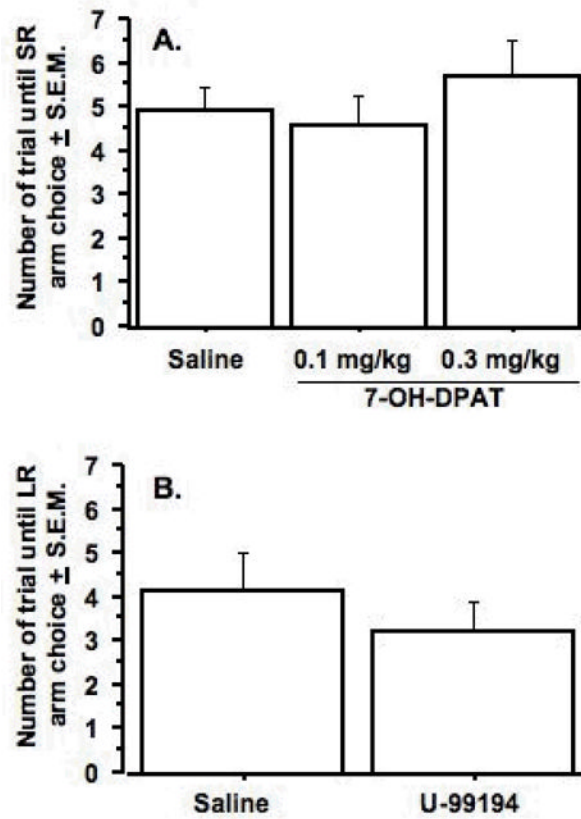 A.
Number of trial until SR
arm choice ± S.E.M.
7
6
5
4
3
2
1
0
Saline
0.1 mg/kg
0.3 mg/kg
7-OH-DPAT
B.
Number of trial until LR
arm choice ± S.E.M.
7
6
5
4
3
2
1
0
Saline
U-99194